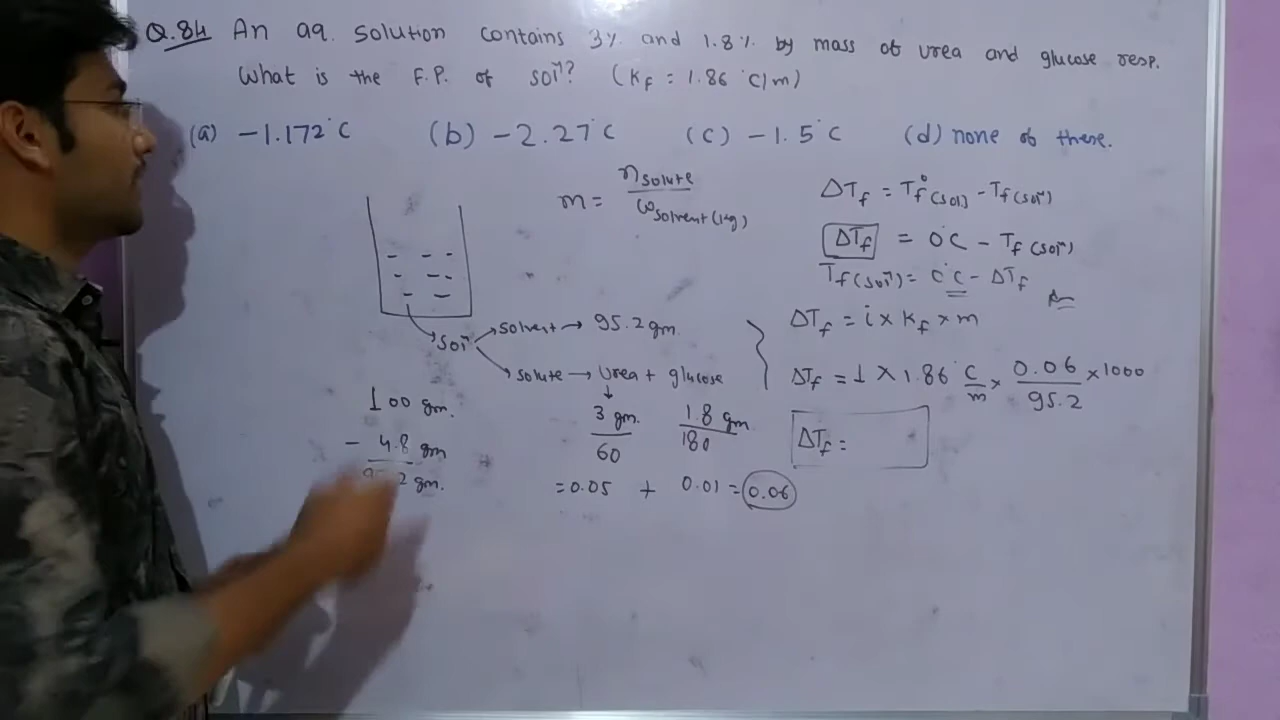 Q.84 An aq. solution contains 3% and 1.8% by mass of urea and glucose resp.
What is the F.P. of solⁿ? (Kf = 1.86 °C/m)
(a) -1.172°C (b) -2.27°C (c) -1.5°C (d) none of these.
m = n solute / ω solvent (kg)
ΔTf = T°f (sol) - Tf (solⁿ)
ΔTf = 0°C - Tf (solⁿ)
Tf (solⁿ) = 0°C - ΔTf
ΔTf = i × Kf × m
solⁿ
solvent → 95.2 gm.
solute → urea + glucose
ΔTf = 1 × 1.86 °C/m × 0.06/95.2 × 1000
100 gm.
- 4.8 gm
2 gm.
3 gm. / 60 1.8 gm / 180
= 0.05 + 0.01 = 0.06
ΔTf =